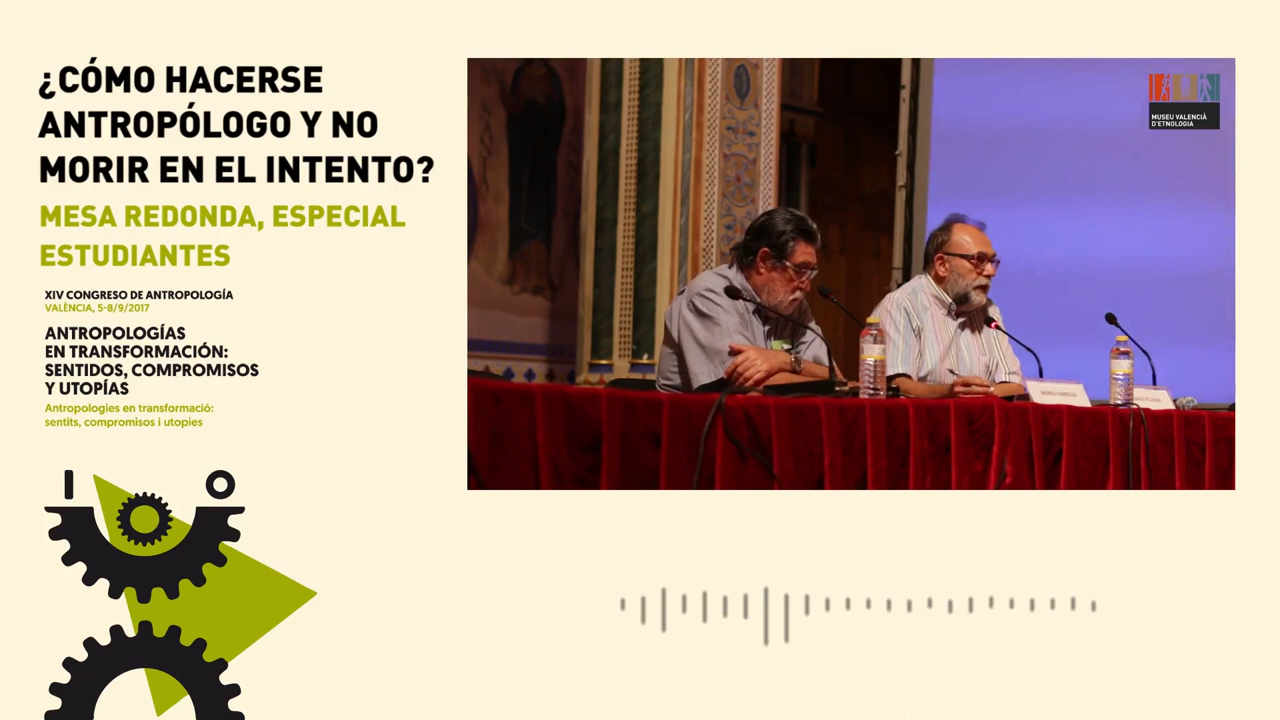 ¿CÓMO HACERSE
ANTROPÓLOGO Y NO
MORIR EN EL INTENTO?
MESA REDONDA, ESPECIAL
ESTUDIANTES
XIV CONGRESO DE ANTROPOLOGÍA
VALÈNCIA, 5-8/9/2017
ANTROPOLOGÍAS
EN TRANSFORMACIÓN:
SENTIDOS, COMPROMISOS
Y UTOPÍAS
Antropologies en transformació:
sentits, compromisos i utopies
MUSEU VALENCIÀ
D'ETNOLOGIA